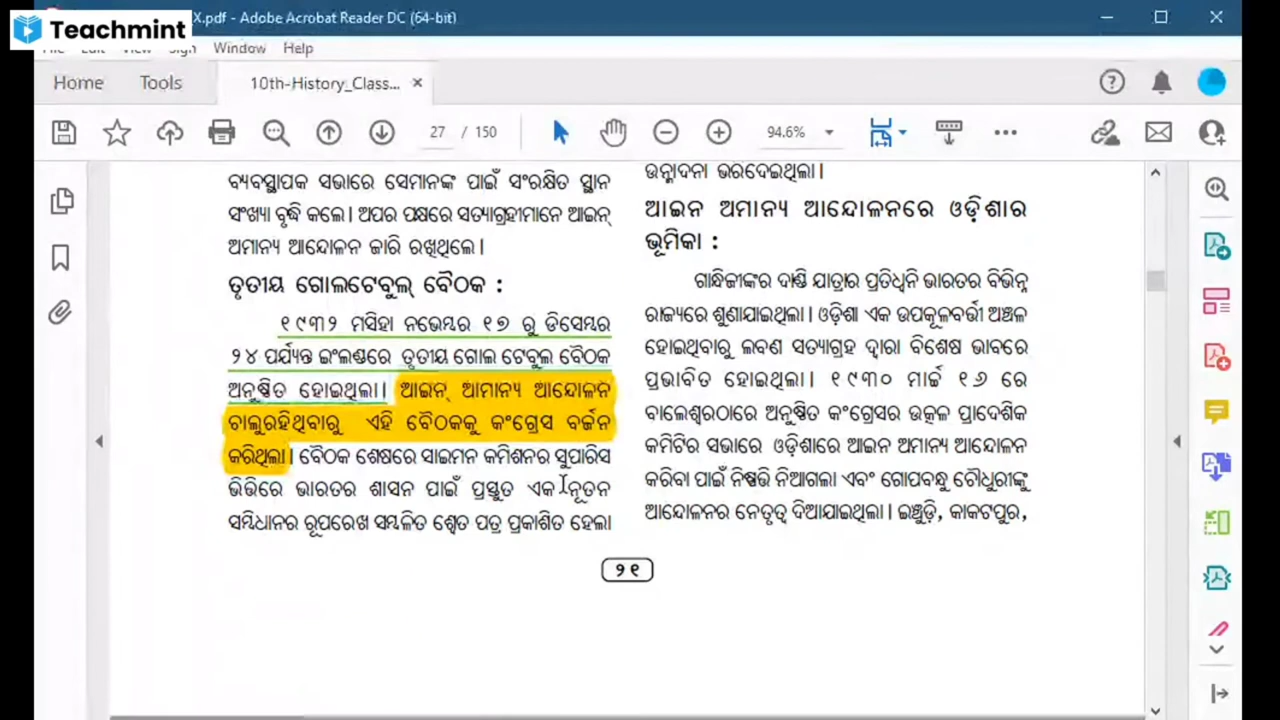 Teachmint
X.pdf - Adobe Acrobat Reader DC (64-bit)
File Edit View Sign Window Help
Home Tools 10th-History_Class... ×
27 / 150 94.6%
ବ୍ୟବସ୍ଥାପକ ସଭାରେ ସେମାନଙ୍କ ପାଇଁ ସଂରକ୍ଷିତ ସ୍ଥାନ
ସଂଖ୍ୟା ବୃଦ୍ଧି କଲେ। ଅପର ପକ୍ଷରେ ସତ୍ୟାଗ୍ରହୀମାନେ ଆଇନ୍
ଅମାନ୍ୟ ଆନ୍ଦୋଳନ ଜାରି ରଖିଥିଲେ।
ତୃତୀୟ ଗୋଲଟେବୁଲ୍ ବୈଠକ :
୧୯୩୨ ମସିହା ନଭେମ୍ବର ୧୭ ରୁ ଡିସେମ୍ବର
୨୪ ପର୍ଯ୍ୟନ୍ତ ଇଂଲଣ୍ଡରେ ତୃତୀୟ ଗୋଲ ଟେବୁଲ ବୈଠକ
ଅନୁଷ୍ଠିତ ହୋଇଥିଲା। ଆଇନ୍ ଆମାନ୍ୟ ଆନ୍ଦୋଳନ
ଚାଲୁରହିଥିବାରୁ ଏହି ବୈଠକକୁ କଂଗ୍ରେସ ବର୍ଜନ
କରିଥିଲା। ବୈଠକ ଶେଷରେ ସାଇମନ କମିଶନର ସୁପାରିସ
ଭିତ୍ତିରେ ଭାରତର ଶାସନ ପାଇଁ ପ୍ରସ୍ତୁତ ଏକ ନୂତନ
ସମ୍ବିଧାନର ରୂପରେଖ ସମ୍ବଳିତ ଶ୍ୱେତ ପତ୍ର ପ୍ରକାଶିତ ହେଲା
ଉନ୍ମାଦନା ଭରଦେଇଥିଲା।
ଆଇନ ଅମାନ୍ୟ ଆନ୍ଦୋଳନରେ ଓଡ଼ିଶାର
ଭୂମିକା :
ଗାନ୍ଧିଜୀଙ୍କର ଦାଣ୍ଡି ଯାତ୍ରାର ପ୍ରତିଧ୍ୱନି ଭାରତର ବିଭିନ୍ନ
ରାଜ୍ୟରେ ଶୁଣାଯାଇଥିଲା। ଓଡ଼ିଶା ଏକ ଉପକୂଳବର୍ତ୍ତୀ ଅଞ୍ଚଳ
ହୋଇଥିବାରୁ ଲବଣ ସତ୍ୟାଗ୍ରହ ଦ୍ୱାରା ବିଶେଷ ଭାବରେ
ପ୍ରଭାବିତ ହୋଇଥିଲା। ୧୯୩୦ ମାର୍ଚ୍ଚ ୧୬ ରେ
ବାଲେଶ୍ୱରଠାରେ ଅନୁଷ୍ଠିତ କଂଗ୍ରେସର ଉତ୍କଳ ପ୍ରାଦେଶିକ
କମିଟିର ସଭାରେ ଓଡ଼ିଶାରେ ଆଇନ ଅମାନ୍ୟ ଆନ୍ଦୋଳନ
କରିବା ପାଇଁ ନିଷ୍ପତ୍ତି ନିଆଗଲା ଏବଂ ଗୋପବନ୍ଧୁ ଚୌଧୁରୀଙ୍କୁ
ଆନ୍ଦୋଳନର ନେତୃତ୍ୱ ଦିଆଯାଇଥିଲା। ଇଞ୍ଚୁଡ଼ି, କାକଟପୁର,
୨୧